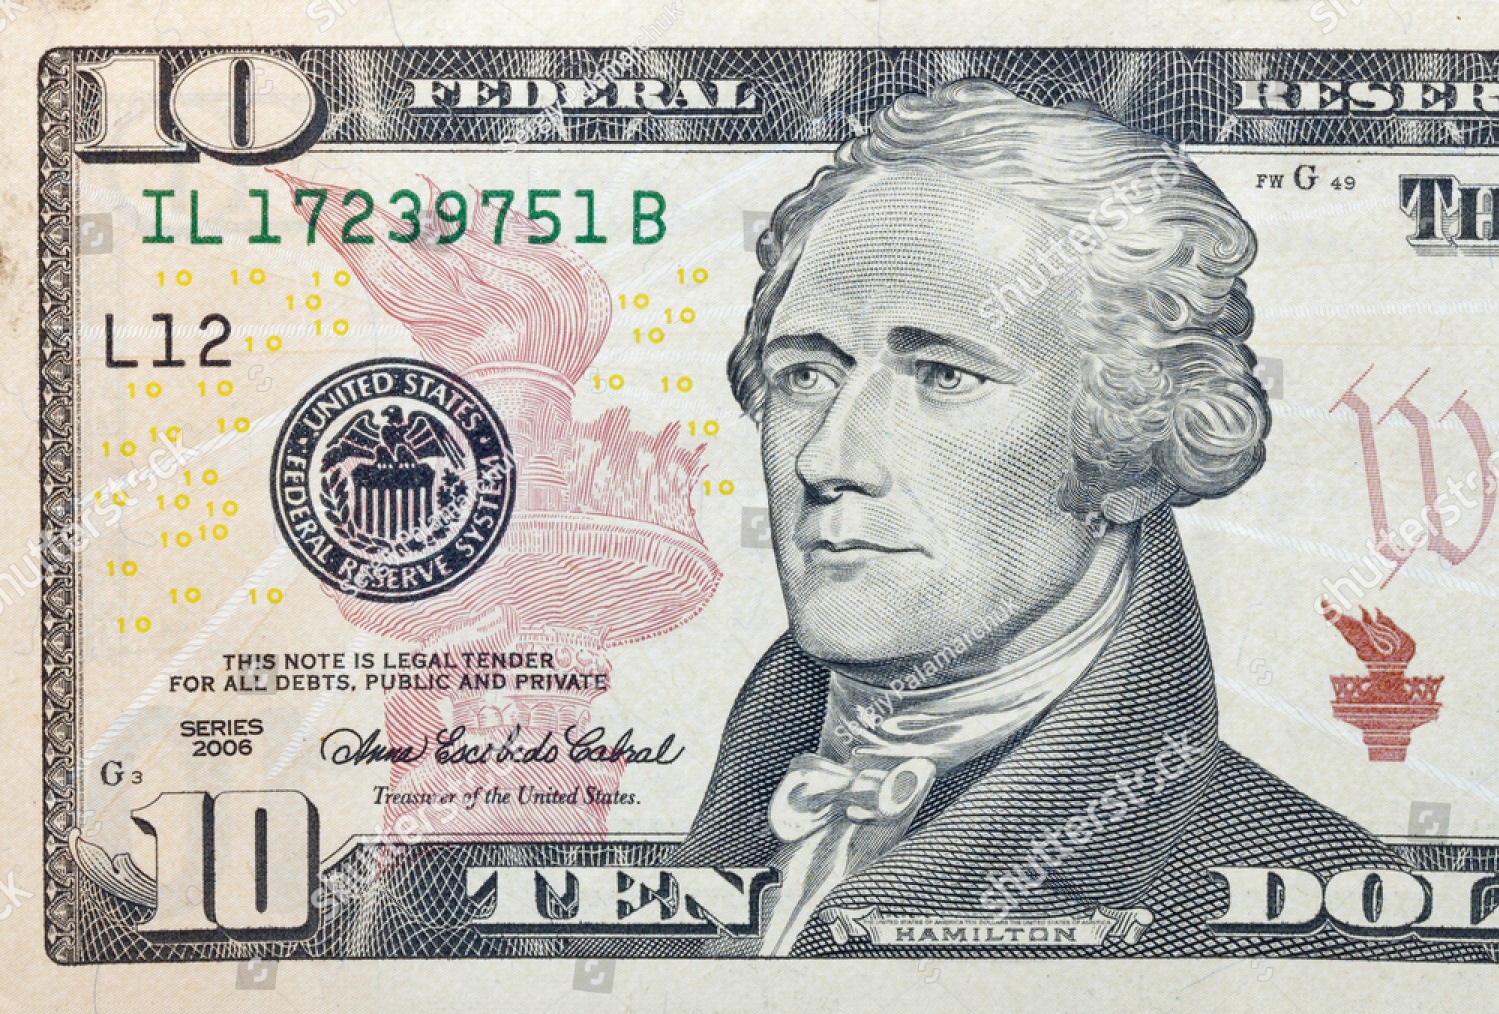 10 FEDERAL RESER
FW G 49
TH
IL 17239751 B
L12
UNITED STATES
FEDERAL RESERVE SYSTEM
10 10 10 10 10 10 10 10 10 10 10 10 10 10 10 10 10 10 10 10 10 10 10 10 10 10 10 10 10
We
THIS NOTE IS LEGAL TENDER
FOR ALL DEBTS, PUBLIC AND PRIVATE
SERIES
2006
Anna Escobedo Cabral
Treasurer of the United States.
G 3
10 TEN DOL
HAMILTON
shutterstock
Sergiy Palamarchuk